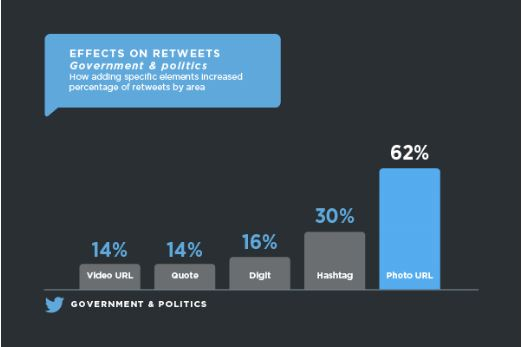 EFFECTS ON RETWEETS
Government & politics
How adding specific elements increased
percentage of retweets by area
62%
30%
16%
14%
14%
Video URL
Quote
Digit
Hashtag
Photo URL
GOVERNMENT & POLITICS